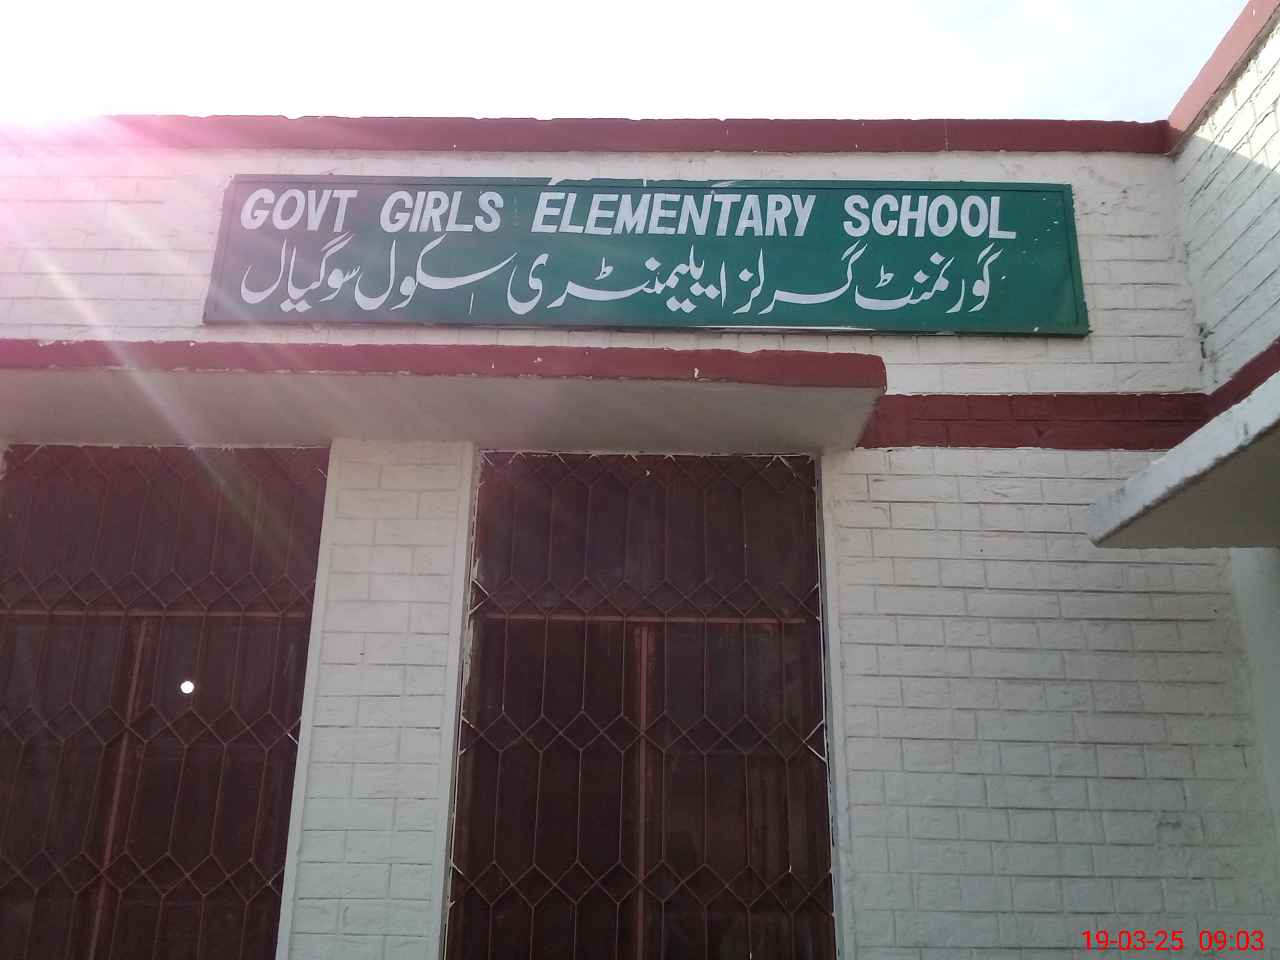 GOVT GIRLS ELEMENTARY SCHOOL
گورنمنٹ گرلز ایلیمنٹری سکول سوگیال
19-03-25 09:03